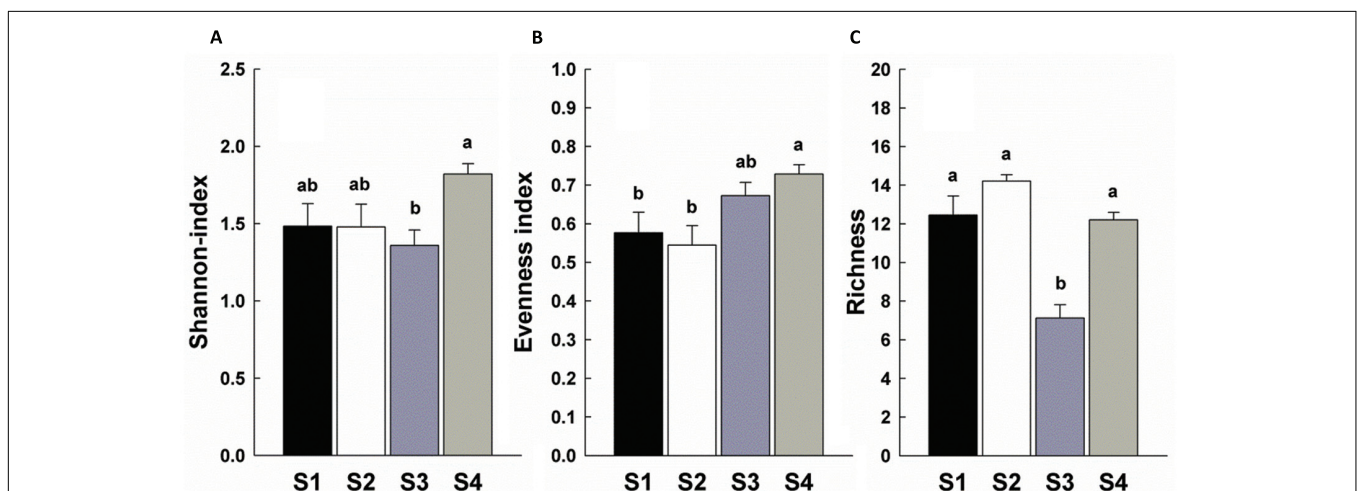 A
Shannon-index
2.5
2.0
1.5
1.0
0.5
0.0
ab
ab
b
a
S1 S2 S3 S4
B
Evenness index
1.0
0.9
0.8
0.7
0.6
0.5
0.4
0.3
0.2
0.1
0.0
b
b
ab
a
S1 S2 S3 S4
C
Richness
20
18
16
14
12
10
8
6
4
2
0
a
a
b
a
S1 S2 S3 S4